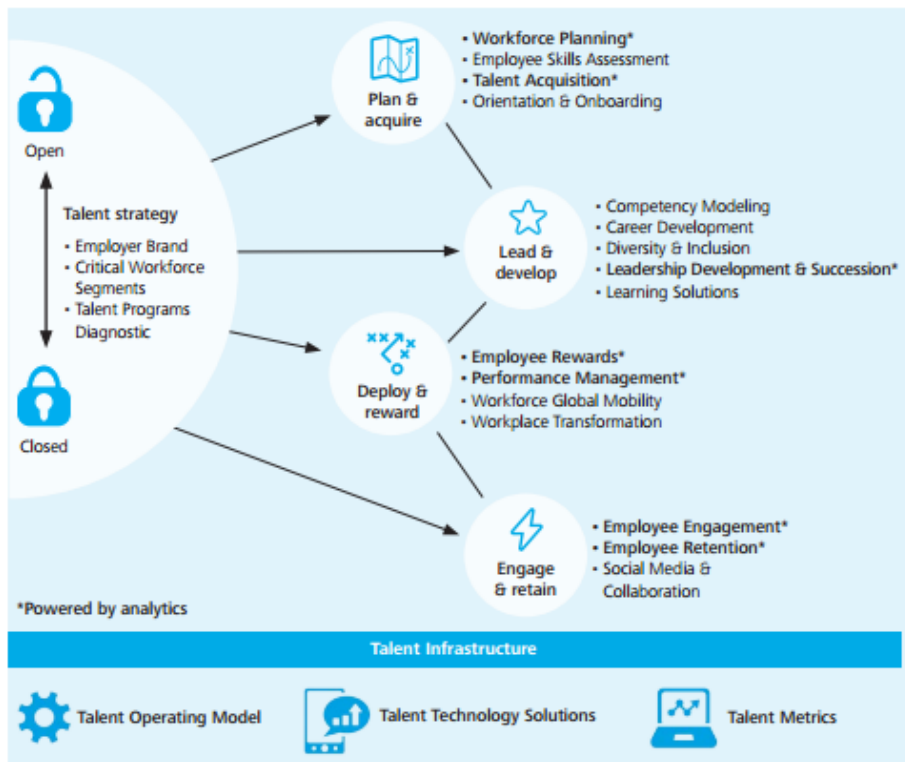 Open
Talent strategy
• Employer Brand
• Critical Workforce
Segments
• Talent Programs
Diagnostic
Closed
Plan &
acquire
• Workforce Planning*
• Employee Skills Assessment
• Talent Acquisition*
• Orientation & Onboarding
Lead &
develop
• Competency Modeling
• Career Development
• Diversity & Inclusion
• Leadership Development & Succession*
• Learning Solutions
Deploy &
reward
• Employee Rewards*
• Performance Management*
• Workforce Global Mobility
• Workplace Transformation
Engage
& retain
• Employee Engagement*
• Employee Retention*
• Social Media &
Collaboration
*Powered by analytics
Talent Infrastructure
Talent Operating Model
Talent Technology Solutions
Talent Metrics